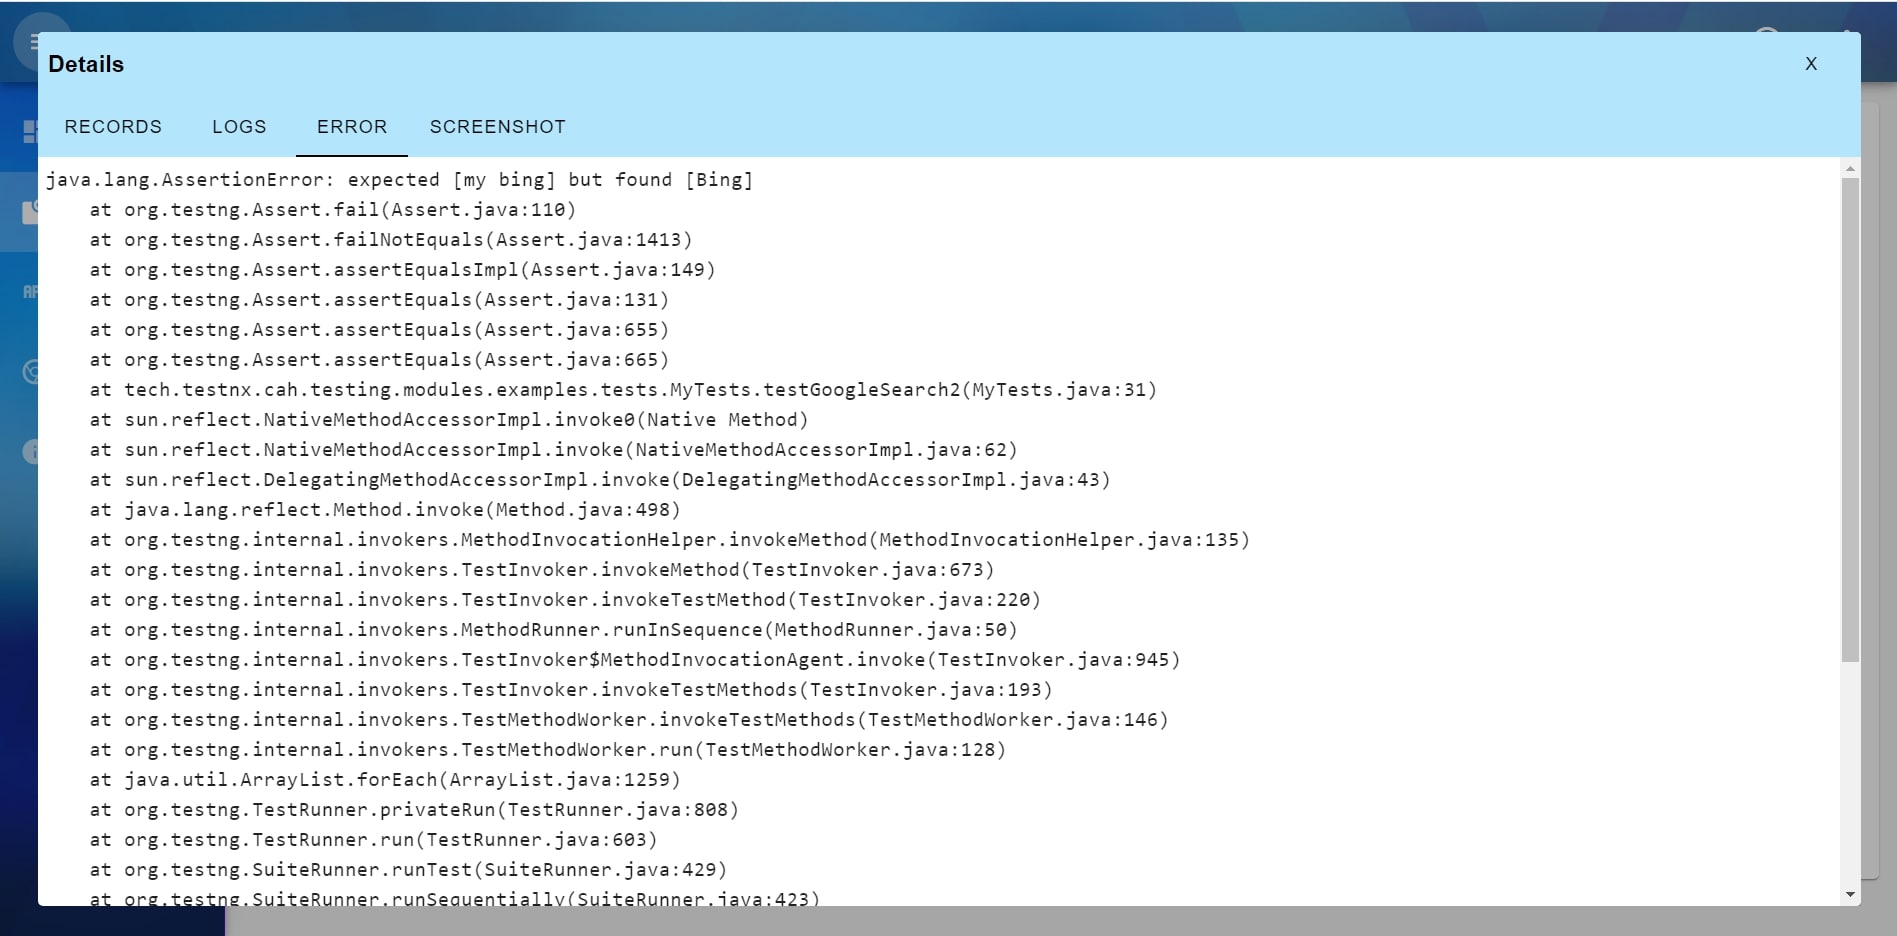 Details
X
RECORDS LOGS ERROR SCREENSHOT
java.lang.AssertionError: expected [my bing] but found [Bing]
at org.testng.Assert.fail(Assert.java:110)
at org.testng.Assert.failNotEquals(Assert.java:1413)
at org.testng.Assert.assertEqualsImpl(Assert.java:149)
at org.testng.Assert.assertEquals(Assert.java:131)
at org.testng.Assert.assertEquals(Assert.java:655)
at org.testng.Assert.assertEquals(Assert.java:665)
at tech.testnx.cah.testing.modules.examples.tests.MyTests.testGoogleSearch2(MyTests.java:31)
at sun.reflect.NativeMethodAccessorImpl.invoke0(Native Method)
at sun.reflect.NativeMethodAccessorImpl.invoke(NativeMethodAccessorImpl.java:62)
at sun.reflect.DelegatingMethodAccessorImpl.invoke(DelegatingMethodAccessorImpl.java:43)
at java.lang.reflect.Method.invoke(Method.java:498)
at org.testng.internal.invokers.MethodInvocationHelper.invokeMethod(MethodInvocationHelper.java:135)
at org.testng.internal.invokers.TestInvoker.invokeMethod(TestInvoker.java:673)
at org.testng.internal.invokers.TestInvoker.invokeTestMethod(TestInvoker.java:220)
at org.testng.internal.invokers.MethodRunner.runInSequence(MethodRunner.java:50)
at org.testng.internal.invokers.TestInvoker$MethodInvocationAgent.invoke(TestInvoker.java:945)
at org.testng.internal.invokers.TestInvoker.invokeTestMethods(TestInvoker.java:193)
at org.testng.internal.invokers.TestMethodWorker.invokeTestMethods(TestMethodWorker.java:146)
at org.testng.internal.invokers.TestMethodWorker.run(TestMethodWorker.java:128)
at java.util.ArrayList.forEach(ArrayList.java:1259)
at org.testng.TestRunner.privateRun(TestRunner.java:808)
at org.testng.TestRunner.run(TestRunner.java:603)
at org.testng.SuiteRunner.runTest(SuiteRunner.java:429)
at org.testng.SuiteRunner.runSequentially(SuiteRunner.java:423)